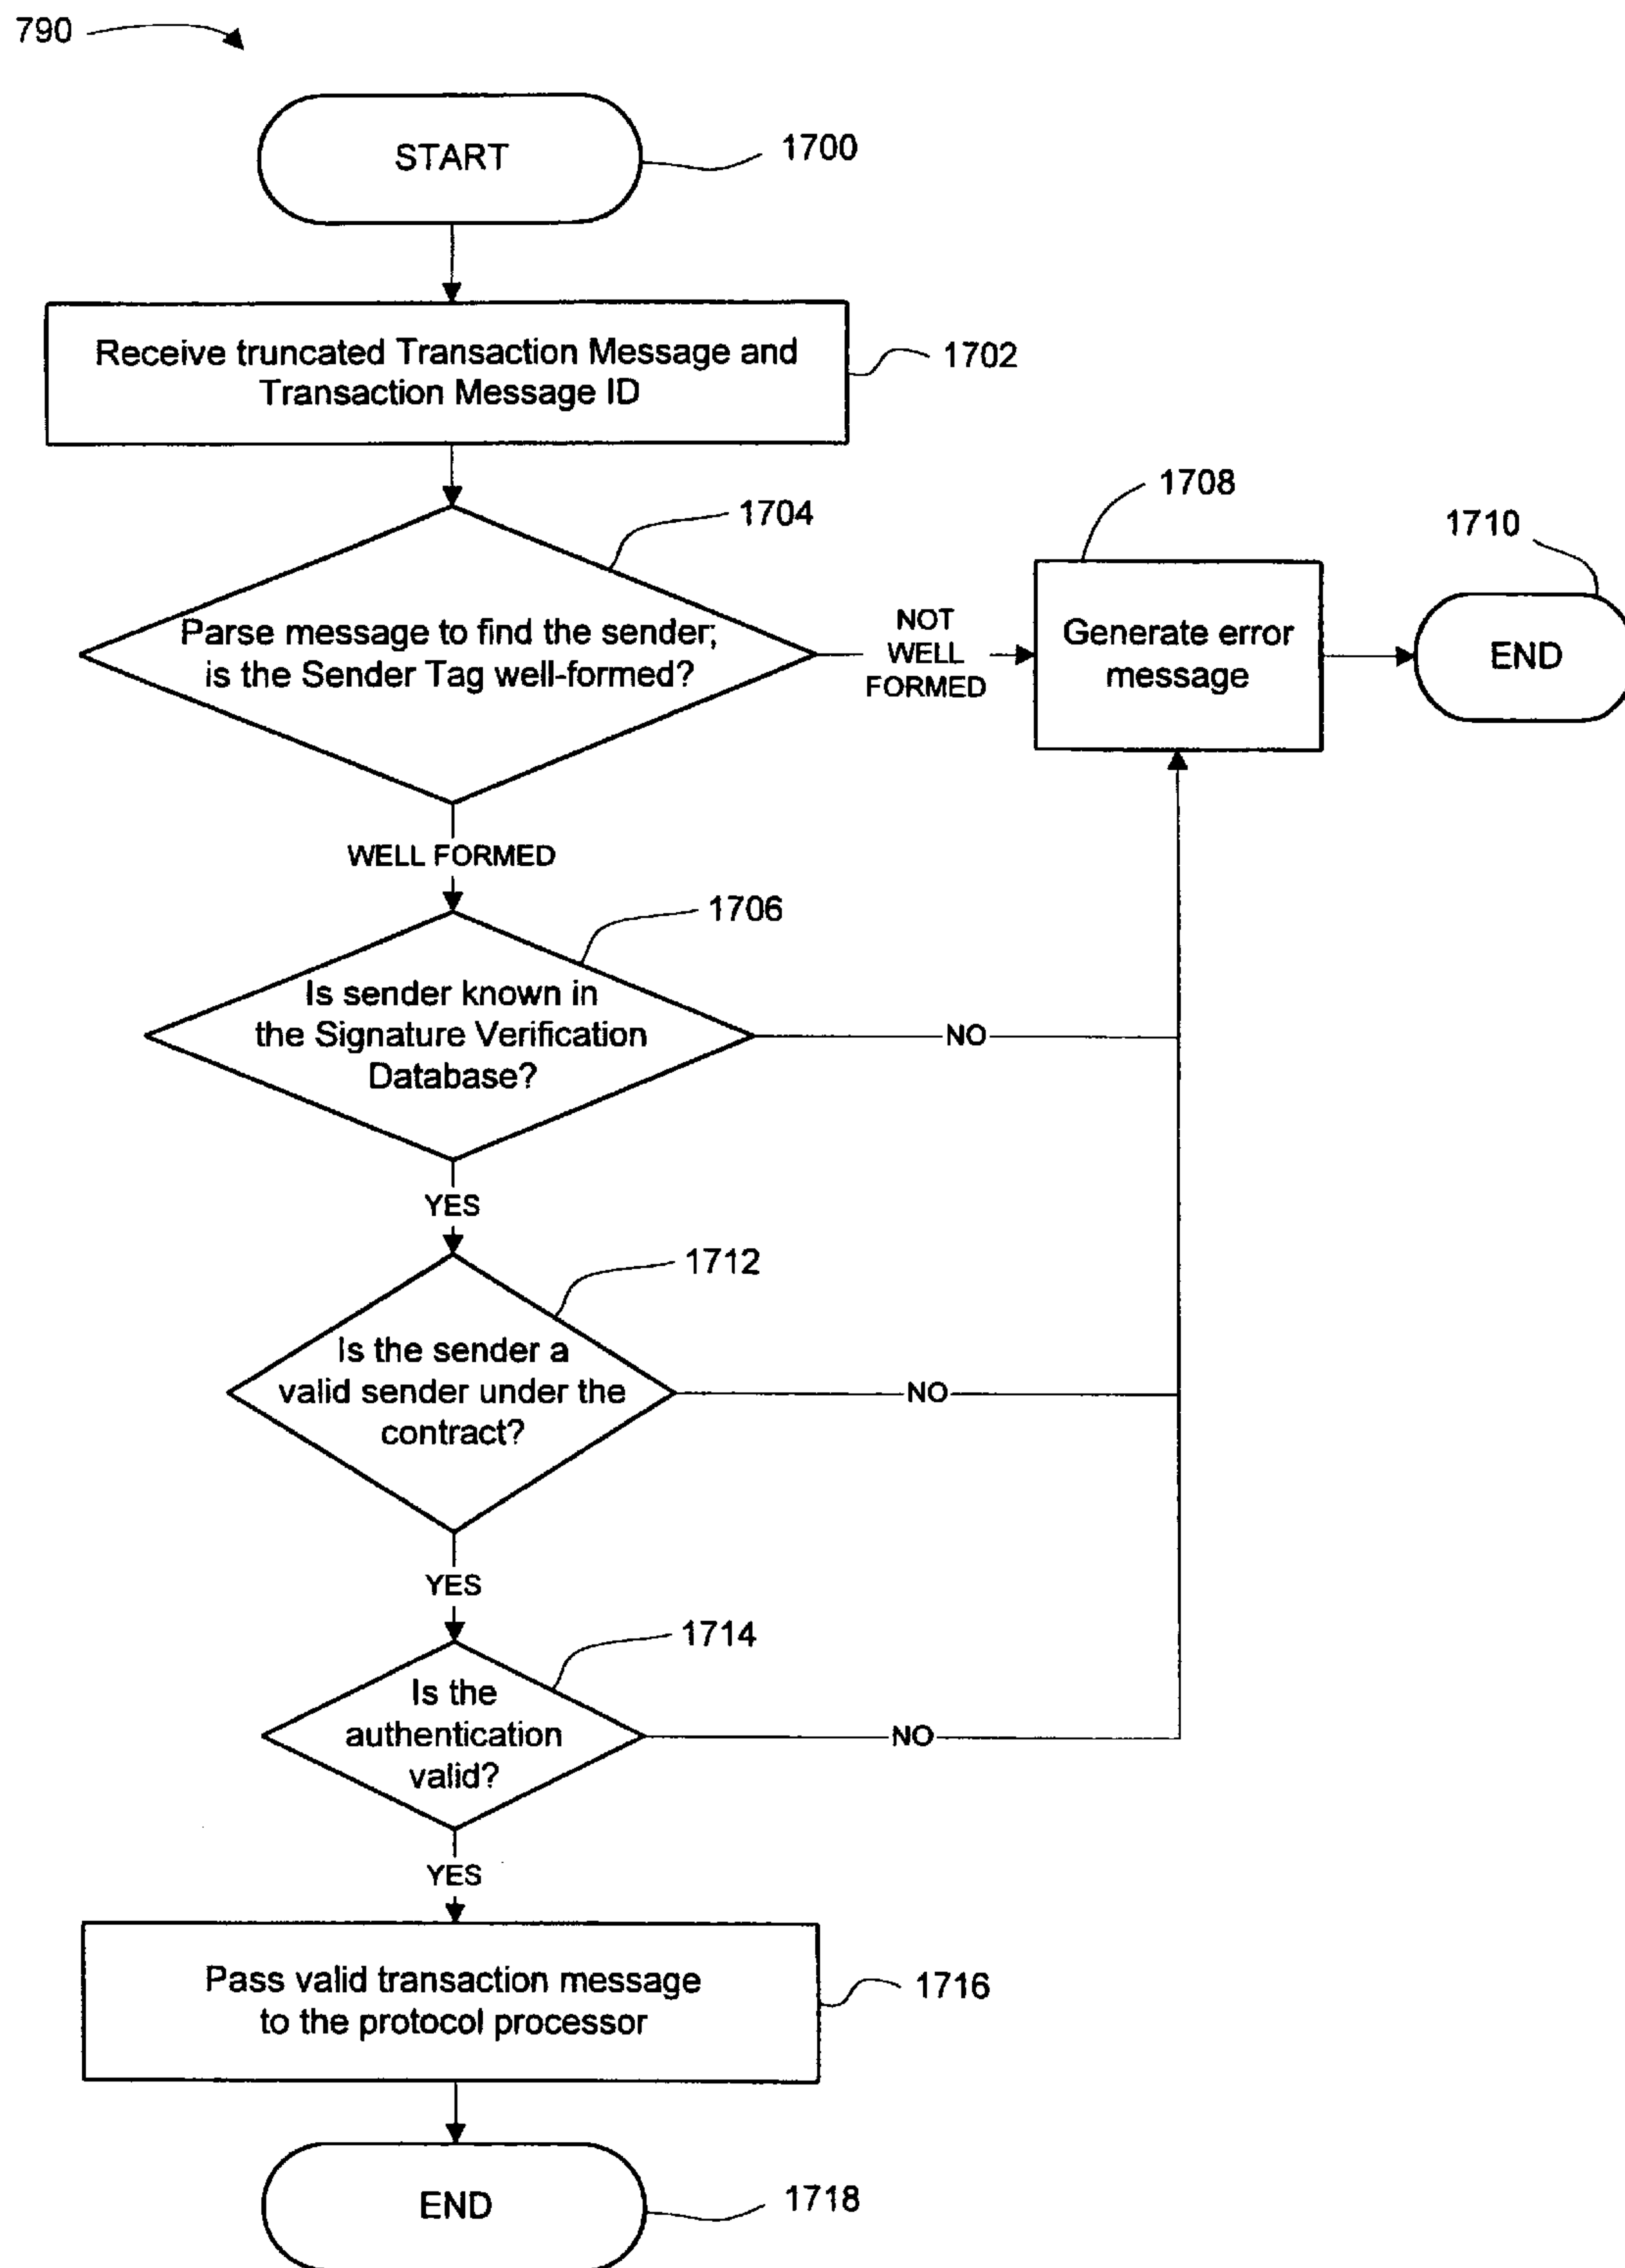 790
START
1700
Receive truncated Transaction Message and
Transaction Message ID
1702
1704
Parse message to find the sender;
is the Sender Tag well-formed?
NOT
WELL
FORMED
1708
Generate error
message
1710
END
WELL FORMED
1706
Is sender known in
the Signature Verification
Database?
NO
YES
1712
Is the sender a
valid sender under the
contract?
NO
YES
1714
Is the
authentication
valid?
NO
YES
Pass valid transaction message
to the protocol processor
1716
END
1718